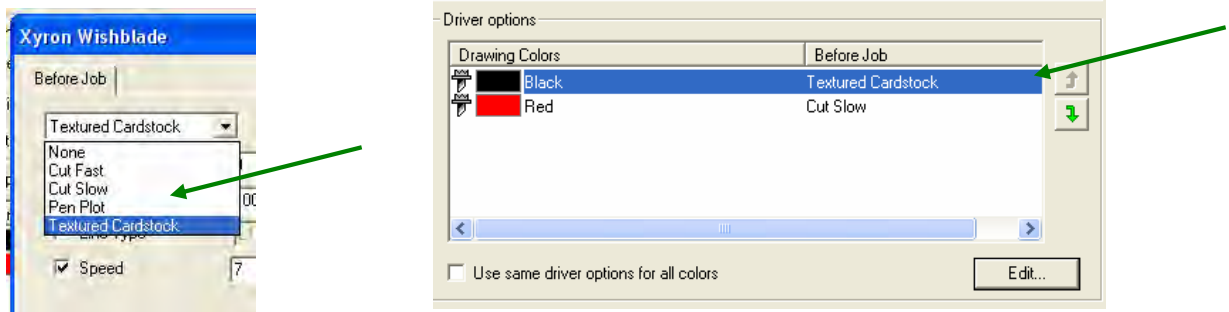 Xyron Wishblade
Before Job
Textured Cardstock
None
Cut Fast
Cut Slow
Pen Plot
Textured Cardstock
Speed 7
Driver options
Drawing Colors Before Job
Black Textured Cardstock
Red Cut Slow
Use same driver options for all colors Edit...